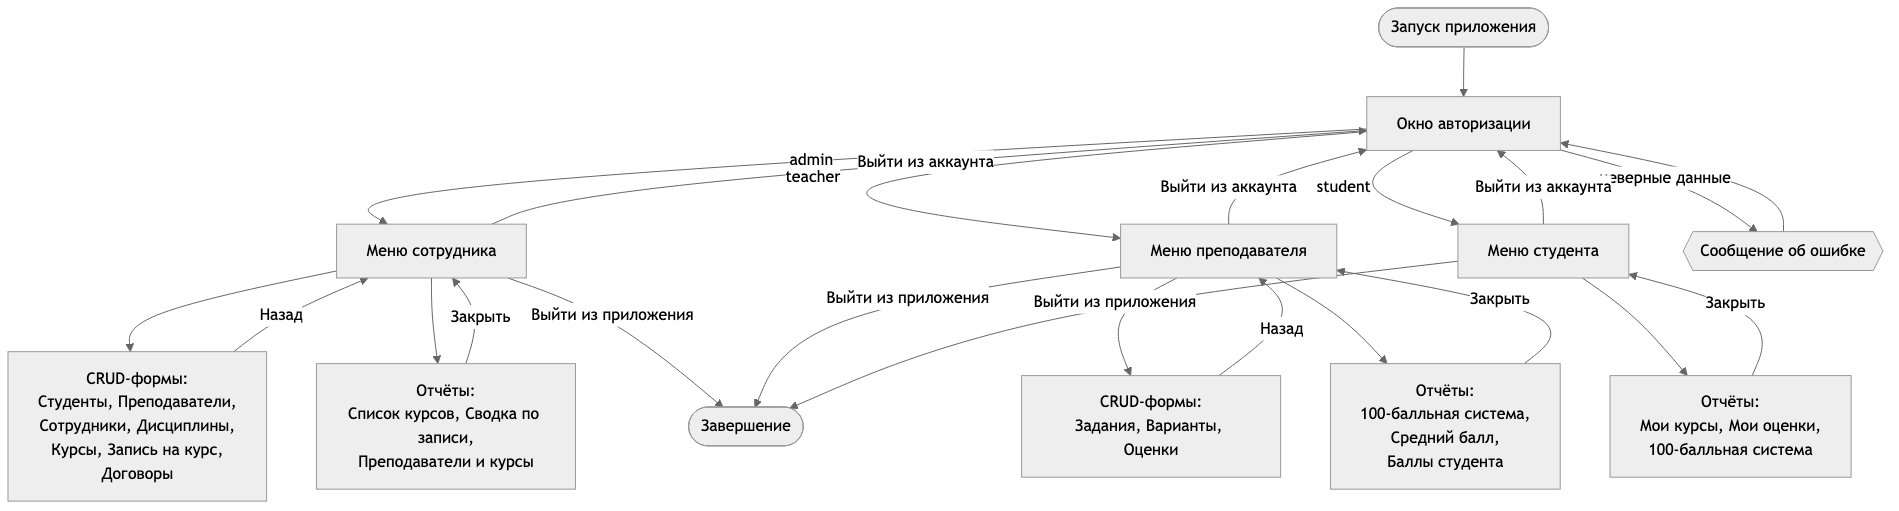 Запуск приложения
Окно авторизации
admin
teacher
Выйти из аккаунта
Выйти из аккаунта
student
Выйти из аккаунта
данные
Меню сотрудника
Меню преподавателя
Меню студента
Сообщение об ошибке
Назад
Закрыть
Выйти из приложения
Выйти из приложения
Выйти из приложения
Назад
Закрыть
Закрыть
CRUD-формы:
Студенты, Преподаватели,
Сотрудники, Дисциплины,
Курсы, Запись на курс,
Договоры
Отчёты:
Список курсов, Сводка по
записи,
Преподаватели и курсы
Завершение
CRUD-формы:
Задания, Варианты,
Оценки
Отчёты:
100-балльная система,
Средний балл,
Баллы студента
Отчёты:
Мои курсы, Мои оценки,
100-балльная система